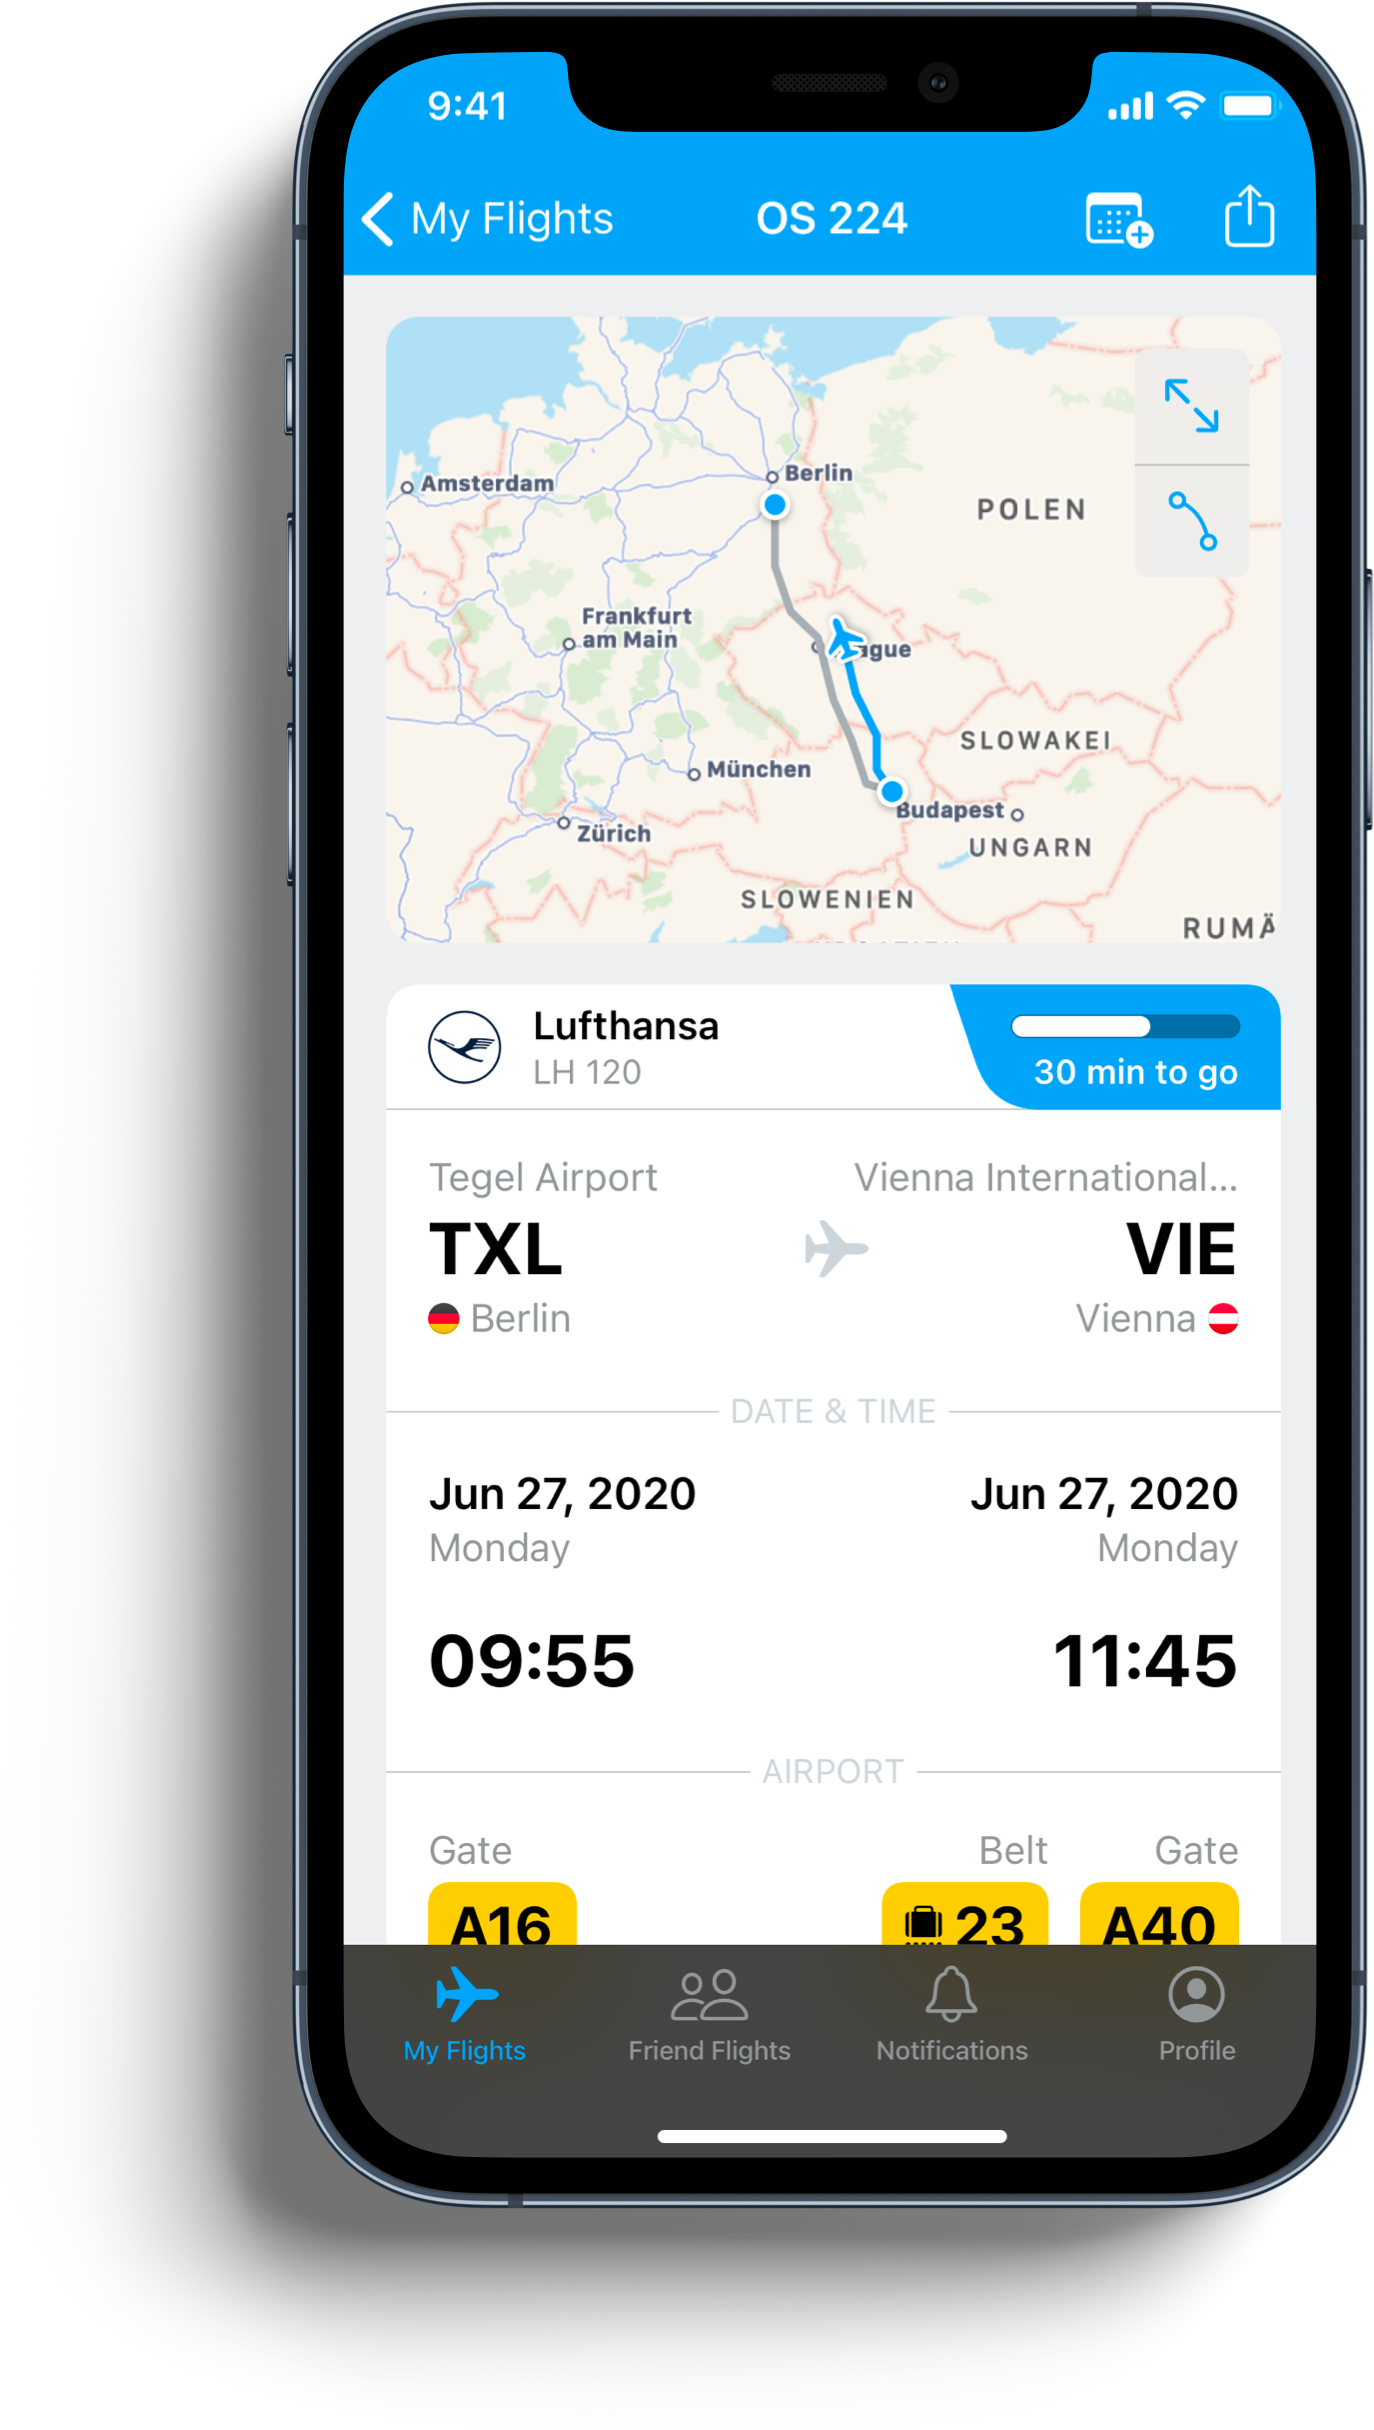 9:41
My Flights
OS 224
Amsterdam
Berlin
POLEN
Frankfurt
am Main
ague
SLOWAKEI
München
Budapest
UNGARN
Zürich
SLOWENIEN
RUMÄ
Lufthansa
LH 120
30 min to go
Tegel Airport
Vienna International...
TXL
VIE
Berlin
Vienna
DATE & TIME
Jun 27, 2020
Jun 27, 2020
Monday
Monday
09:55
11:45
AIRPORT
Gate
Belt
Gate
A16
23
A40
My Flights
Friend Flights
Notifications
Profile